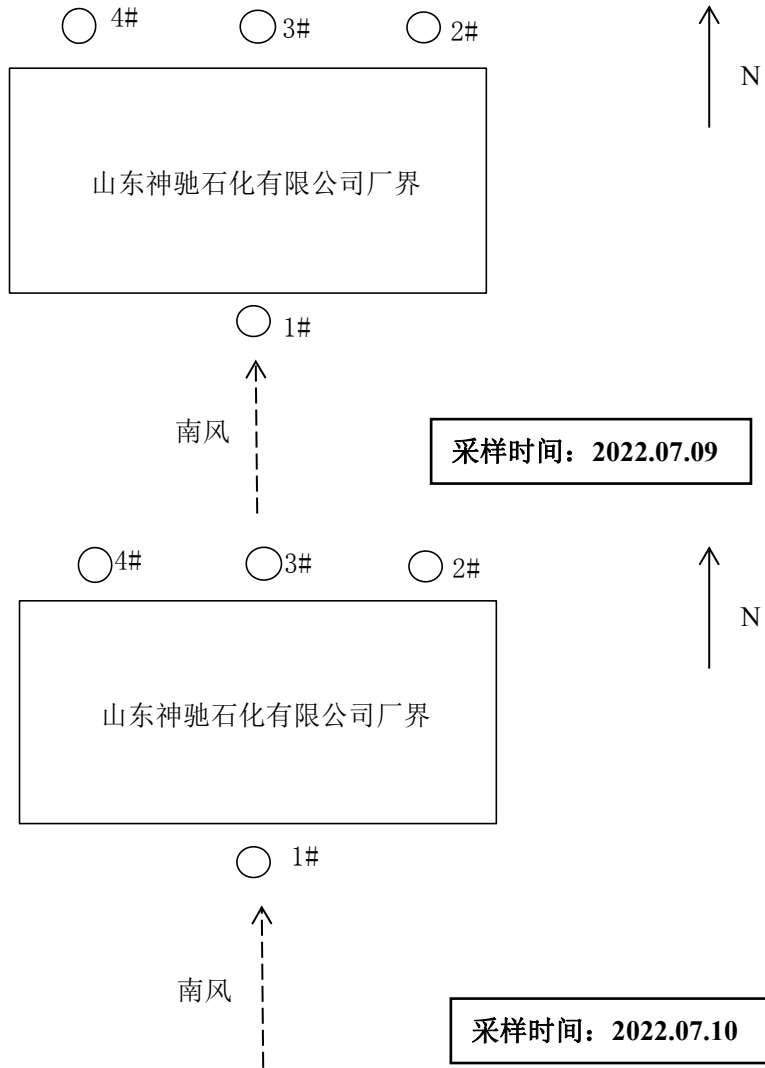 4# 3# 2#
N
山东神驰石化有限公司厂界
1#
南风
采样时间：2022.07.09
4# 3# 2#
N
山东神驰石化有限公司厂界
1#
南风
采样时间：2022.07.10